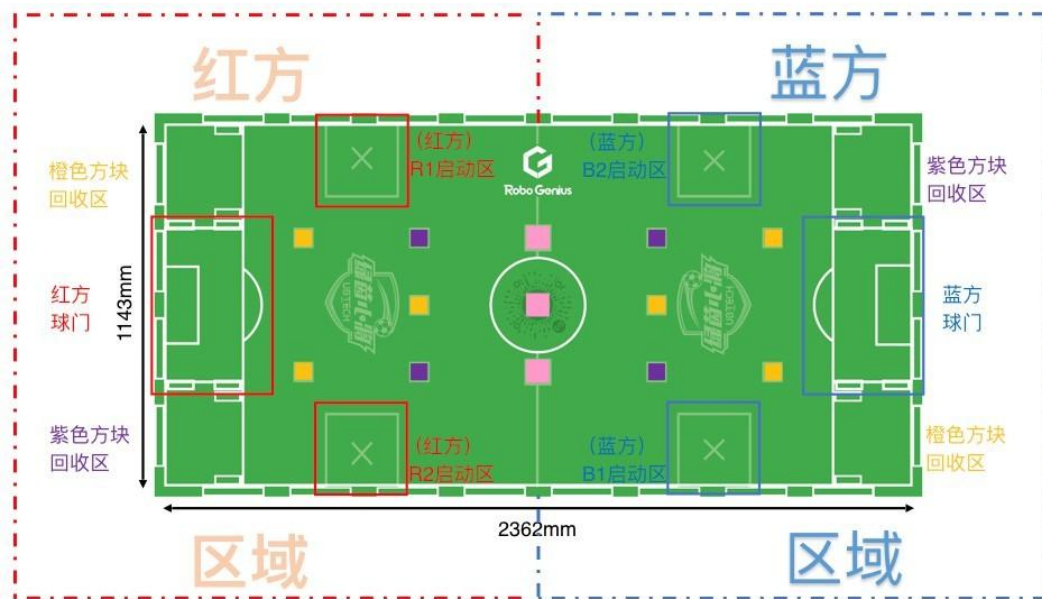 红方
蓝方
橙色方块
回收区
(红方)
R1启动区
(蓝方)
B2启动区
紫色方块
回收区
Robo Genius
红方
球门
1143mm
蓝方
球门
紫色方块
回收区
(红方)
R2启动区
(蓝方)
B1启动区
橙色方块
回收区
2362mm
区域
区域